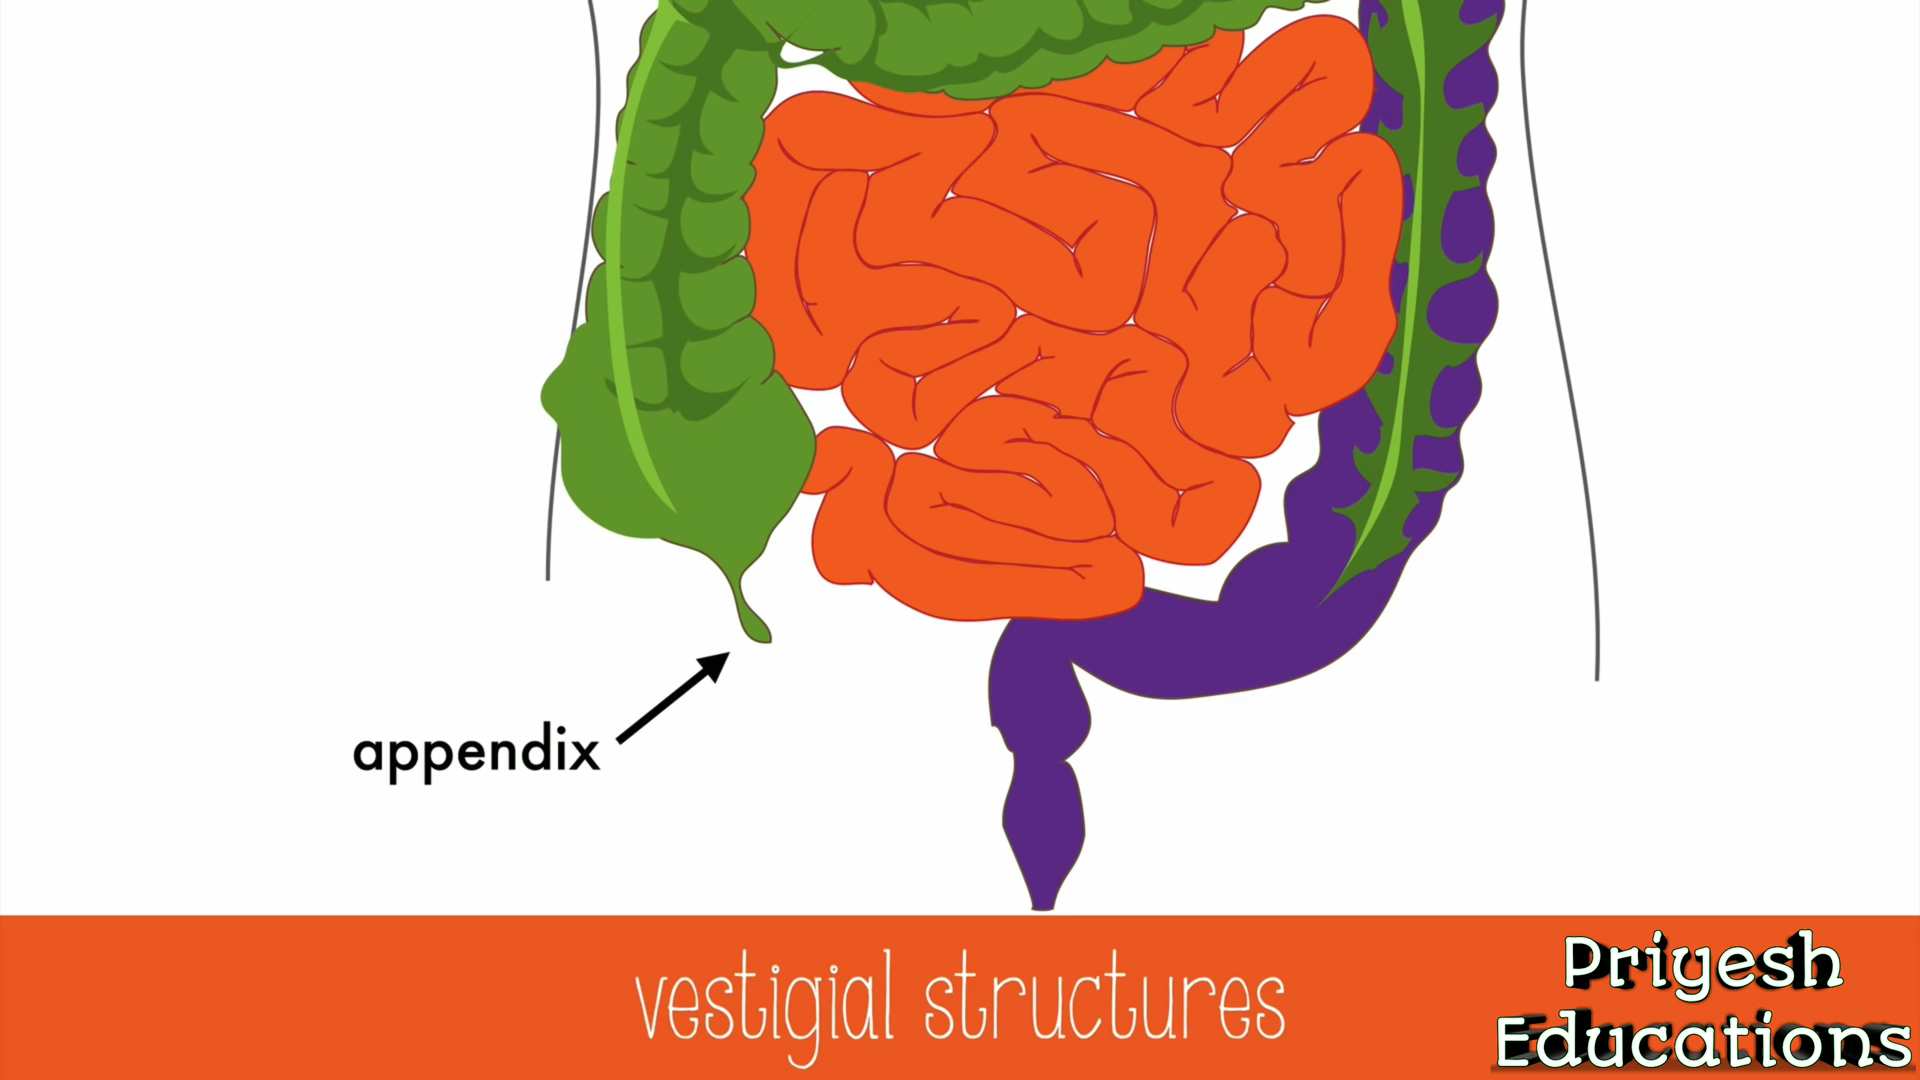 appendix
vestigial structures
Priyesh
Educations